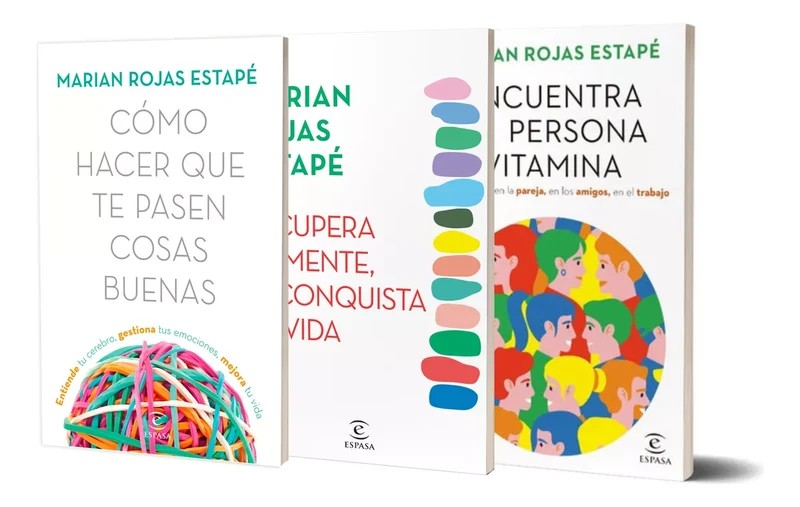 MARIAN ROJAS ESTAPÉ
CÓMO
HACER QUE
TE PASEN
COSAS
BUENAS
Entiende tu cerebro, gestiona tus emociones, mejora tu vida
ESPASA
RIAN
JAS
TAPÉ
CUPERA
MENTE,
CONQUISTA
VIDA
ESPASA
AN ROJAS ESTAPÉ
NCUENTRA
PERSONA
VITAMINA
en la pareja, en los amigos, en el trabajo
ESPASA